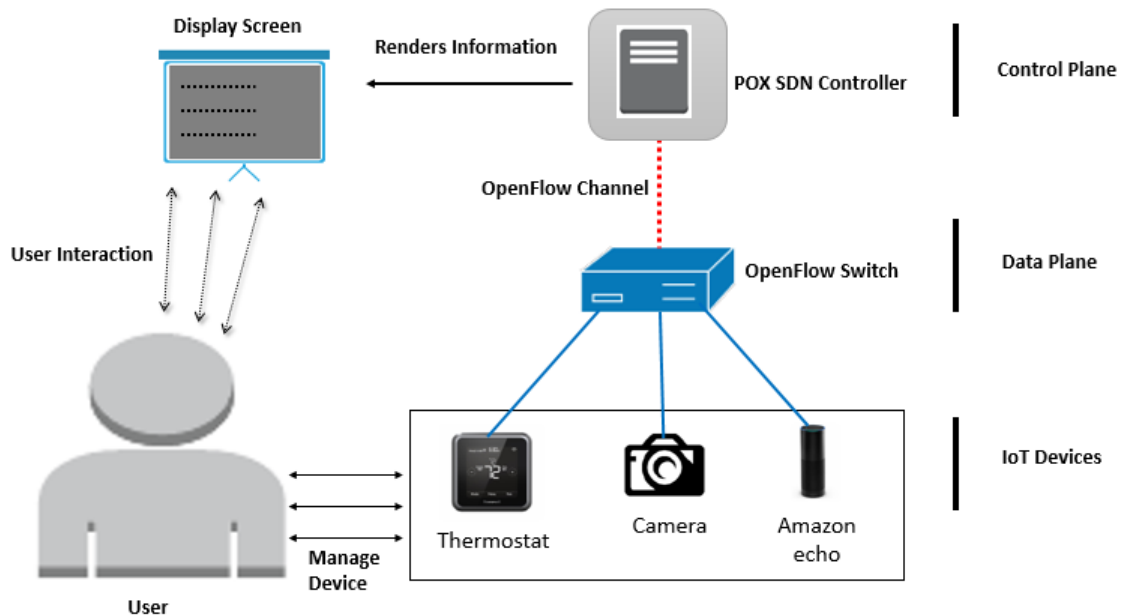 Display Screen
Renders Information
POX SDN Controller
Control Plane
OpenFlow Channel
User Interaction
OpenFlow Switch
Data Plane
72
Thermostat
Camera
Amazon
echo
IoT Devices
Manage
Device
User